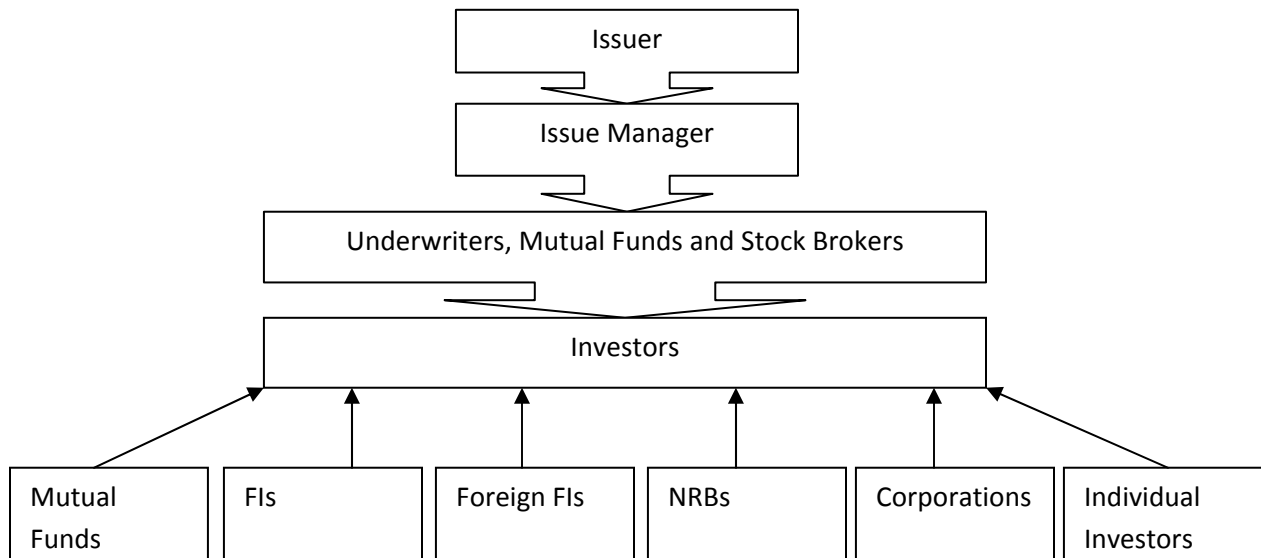 Issuer
Issue Manager
Underwriters, Mutual Funds and Stock Brokers
Investors
Mutual
Funds
FIs
Foreign FIs
NRBs
Corporations
Individual
Investors